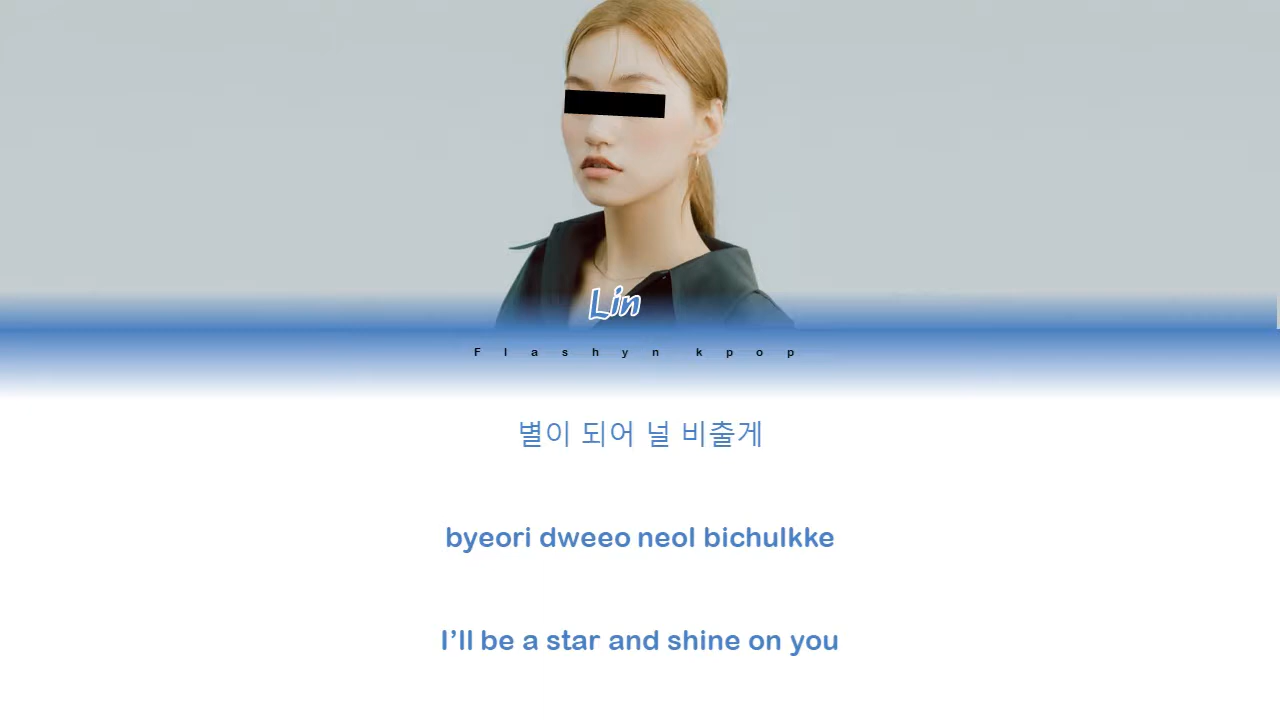 Lin
Flashyn kpop
별이 되어 널 비출게
byeori dweeo neol bichulkke
I’ll be a star and shine on you